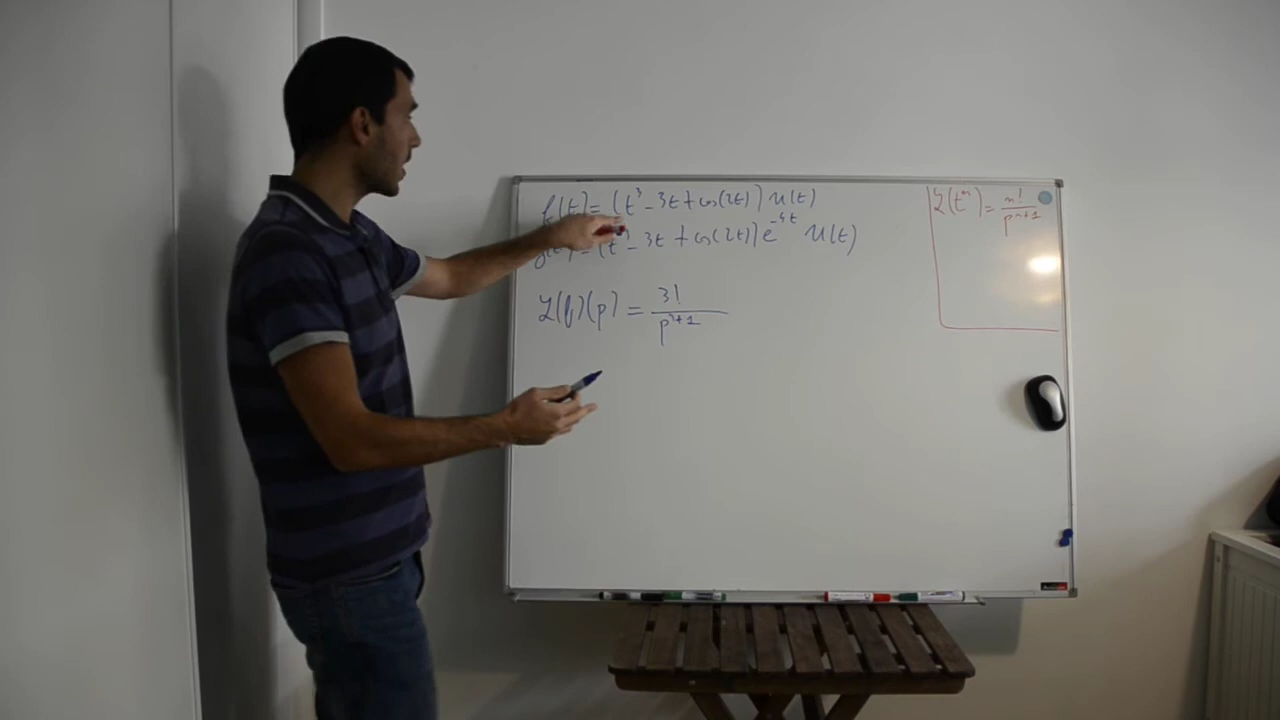 f(t) = (t³ - 3t + cos(2t)) U(t)
(t³ - 3t + cos(2t)) e^{-4t} U(t)
ℒ(f)(p) = 3! / p^{3+1}
ℒ(tⁿ) = n! / p^{n+1}